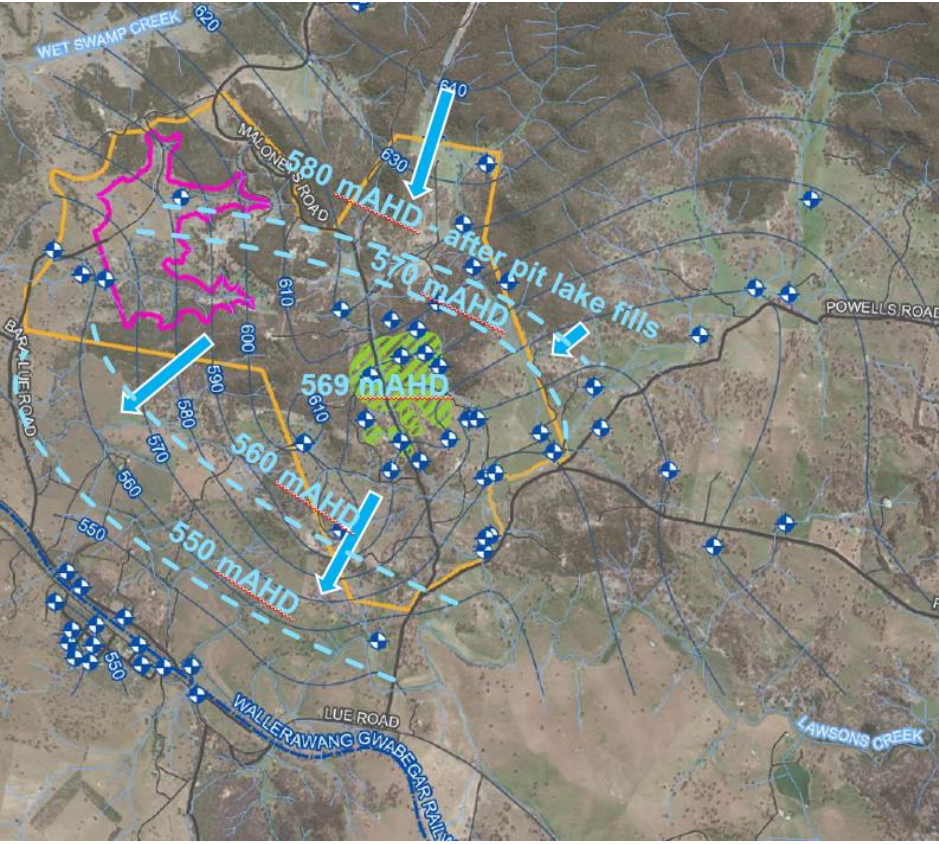 620
WET SWAMP CREEK
640
MALONEYS ROAD
630
580 mAHD - after pit lake fills
570 mAHD
610
POWELLS ROAD
600
BARA-LUE ROAD
590
569 mAHD
580
610
570
560 mAHD
560
550
550 mAHD
550
LUE ROAD
WALLERAWANG GWABEGAR RAILW
LAWSONS CREEK